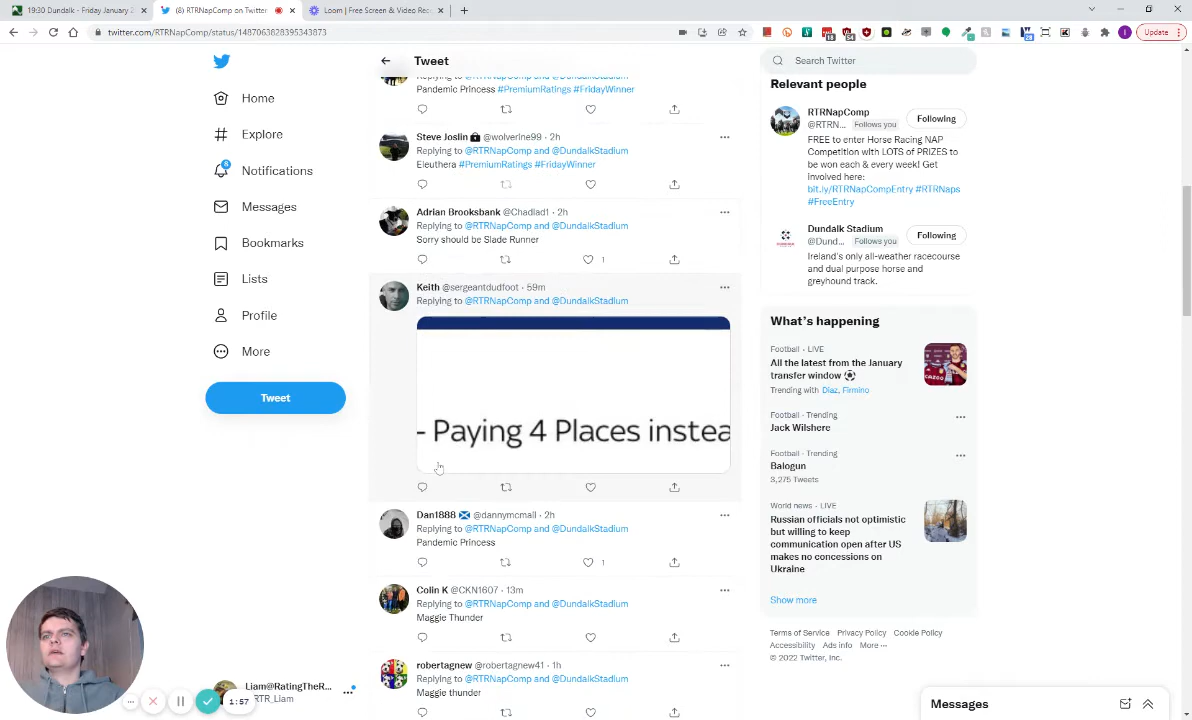 19:30 Dundalk - Friday January 2
(8) RTRNapComp on Twitter
Loom | Free Screen & Video Rec
twitter.com/RTRNapComp/status/1487063828395343873
Update
Home
Explore
8
Notifications
Messages
Bookmarks
Lists
Profile
More
Tweet
Liam@RatingTheR...
RTR_Liam
1:57
Tweet
Replying to @RTRNapComp and @DundalkStadium
Pandemic Princess #PremiumRatings #FridayWinner
Steve Joslin @wolverine99 · 2h
Replying to @RTRNapComp and @DundalkStadium
Eleuthera #PremiumRatings #FridayWinner
Adrian Brooksbank @Chadlad1 · 2h
Replying to @RTRNapComp and @DundalkStadium
Sorry should be Slade Runner
1
Keith @sergeantdudfoot · 59m
Replying to @RTRNapComp and @DundalkStadium
- Paying 4 Places instea
Dan1888 @dannymcmail · 2h
Replying to @RTRNapComp and @DundalkStadium
Pandemic Princess
1
Colin K @CKN1607 · 13m
Replying to @RTRNapComp and @DundalkStadium
Maggie Thunder
robertagnew @robertagnew41 · 1h
Replying to @RTRNapComp and @DundalkStadium
Maggie thunder
Search Twitter
Relevant people
RTRNapComp
@RTRN... Follows you
Following
FREE to enter Horse Racing NAP
Competition with LOTS of PRIZES to
be won each & every week! Get
involved here:
bit.ly/RTRNapCompEntry #RTRNaps
#FreeEntry
Dundalk Stadium
@Dund... Follows you
Following
Ireland's only all-weather racecourse
and dual purpose horse and
greyhound track.
What's happening
Football · LIVE
All the latest from the January
transfer window
Trending with Diaz, Firmino
Football · Trending
Jack Wilshere
Football · Trending
Balogun
3,275 Tweets
World news · LIVE
Russian officials not optimistic
but willing to keep
communication open after US
makes no concessions on
Ukraine
Show more
Terms of Service Privacy Policy Cookie Policy
Accessibility Ads info More ···
© 2022 Twitter, Inc.
Messages